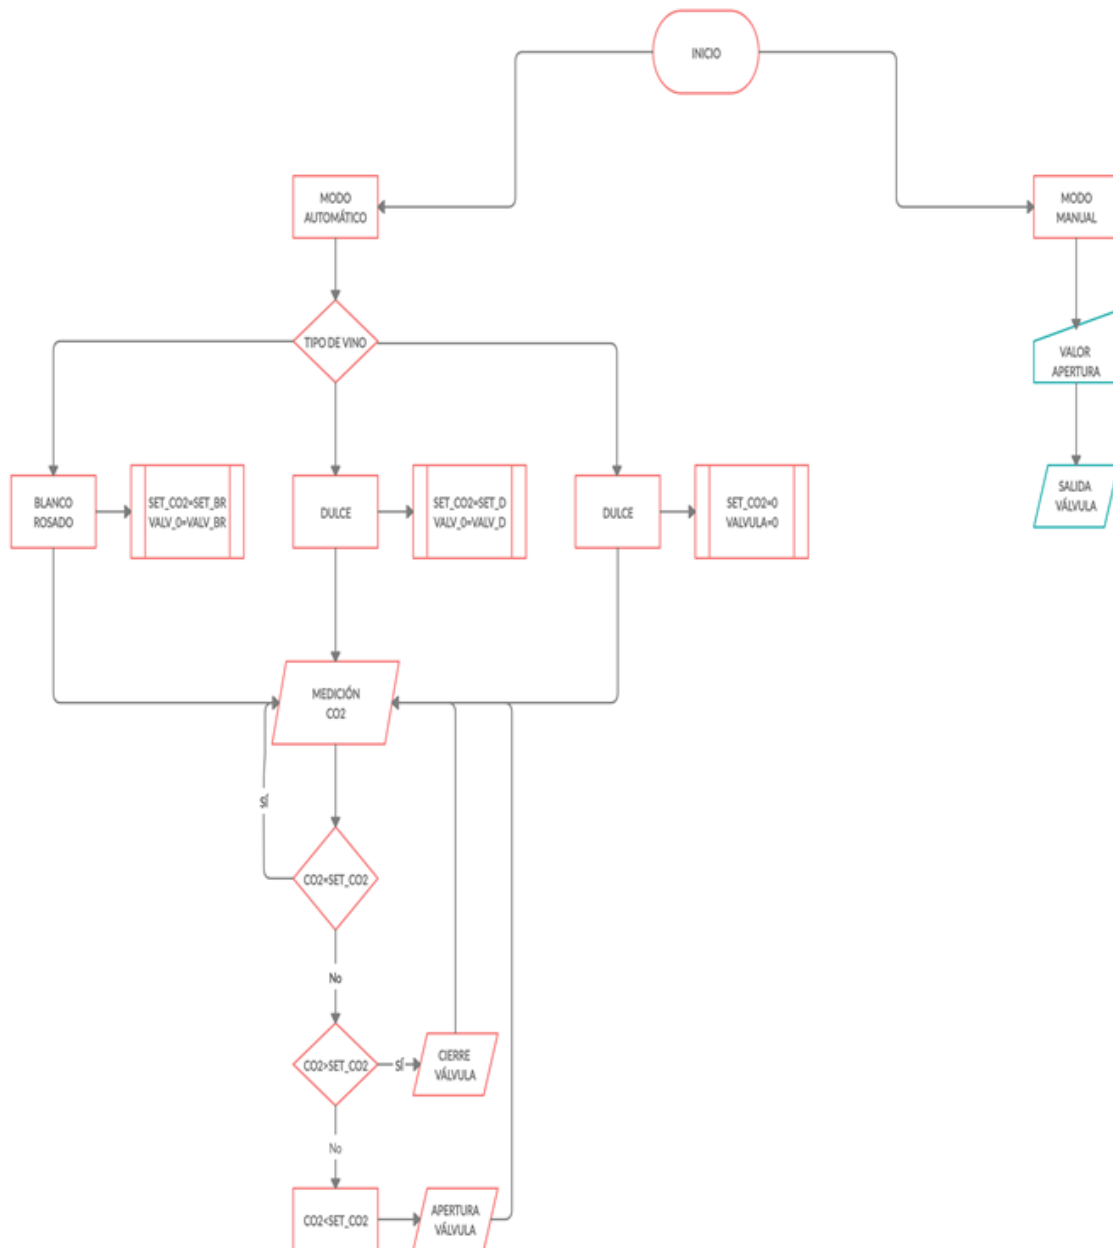 INICIO
MODO
AUTOMÁTICO
MODO
MANUAL
TIPO DE VINO
VALOR
APERTURA
BLANCO
ROSADO
SET_CO2=SET_BR
VALV_0=VALV_BR
DULCE
SET_CO2=SET_D
VALV_0=VALV_D
DULCE
SET_CO2=0
VALVULA=0
SALIDA
VÁLVULA
MEDICIÓN
CO2
SÍ
CO2=SET_CO2
No
CO2>SET_CO2
SÍ
CIERRE
VÁLVULA
No
CO2<SET_CO2
APERTURA
VÁLVULA